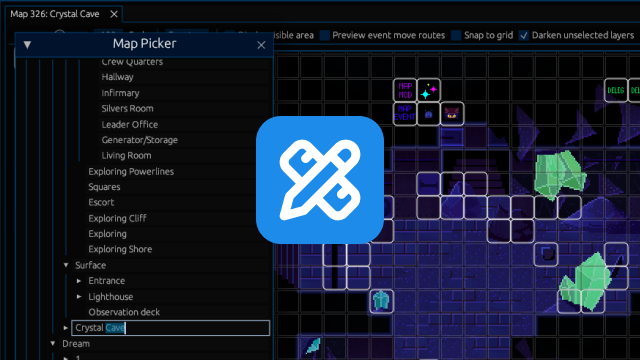 Map 326: Crystal Cave
visible area
Preview event move routes
Snap to grid
Darken unselected layers
Map Picker
Crew Quarters
Hallway
Infirmary
Silvers Room
Leader Office
Generator/Storage
Living Room
Exploring Powerlines
Squares
Escort
Exploring Cliff
Exploring
Exploring Shore
Surface
Entrance
Lighthouse
Observation deck
Crystal Cave
Dream
1
MAP
MOD
MAP
EVENT
DELEG